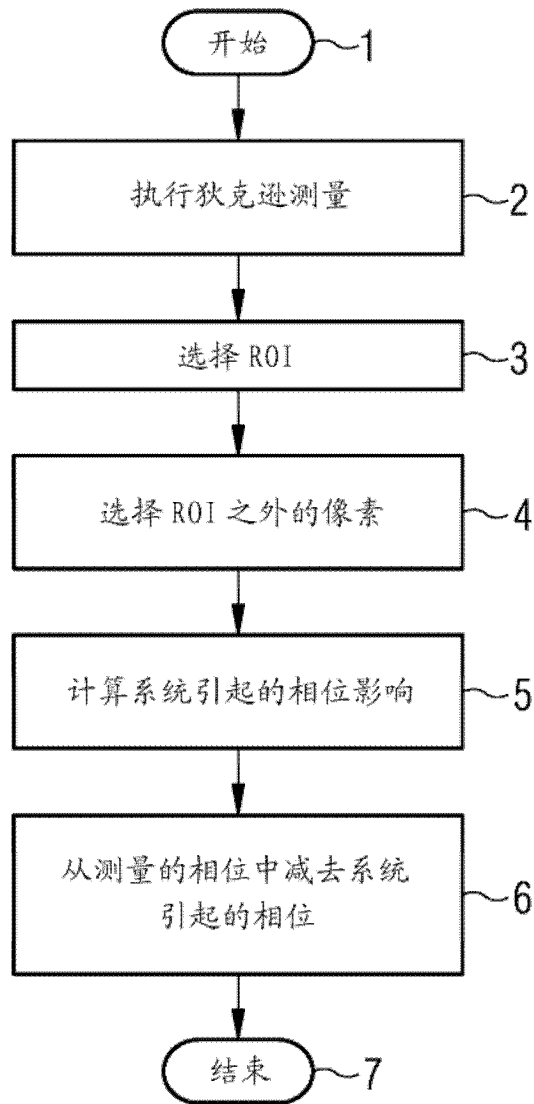 开始
1
执行狄克逊测量
2
选择 ROI
3
选择 ROI 之外的像素
4
计算系统引起的相位影响
5
从测量的相位中减去系统
引起的相位
6
结束
7